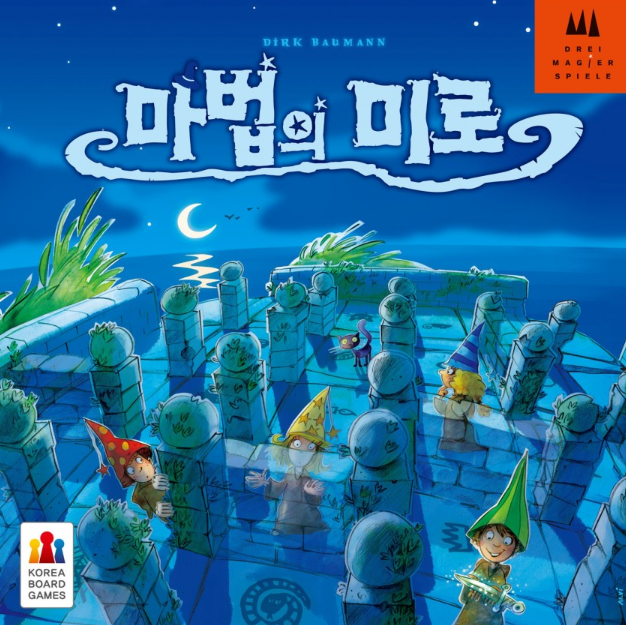 DIRK BAUMANN
DREI
MAGIER
SPIELE
마법의 미로
KOREA
BOARD
GAMES